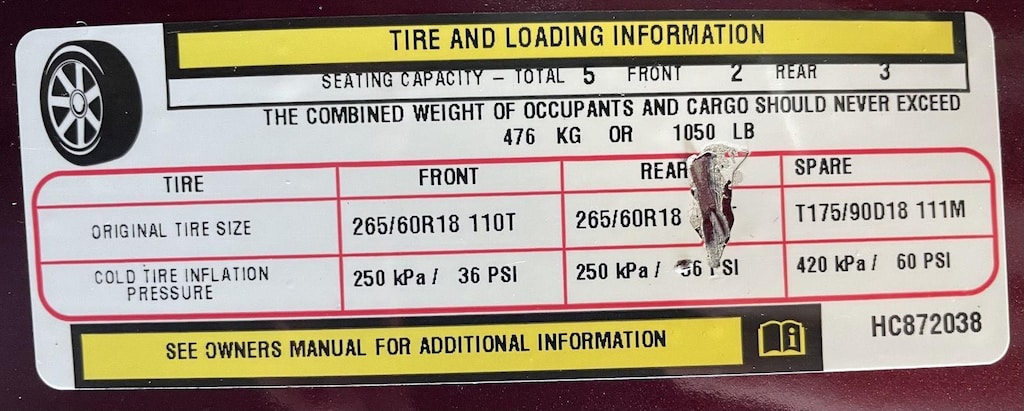 TIRE AND LOADING INFORMATION
SEATING CAPACITY – TOTAL 5 FRONT 2 REAR 3
THE COMBINED WEIGHT OF OCCUPANTS AND CARGO SHOULD NEVER EXCEED
476 KG OR 1050 LB
TIRE FRONT REAR SPARE
ORIGINAL TIRE SIZE 265/60R18 110T 265/60R18 T175/90D18 111M
COLD TIRE INFLATION PRESSURE 250 kPa / 36 PSI 250 kPa / 36 PSI 420 kPa / 60 PSI
SEE OWNERS MANUAL FOR ADDITIONAL INFORMATION
HC872038